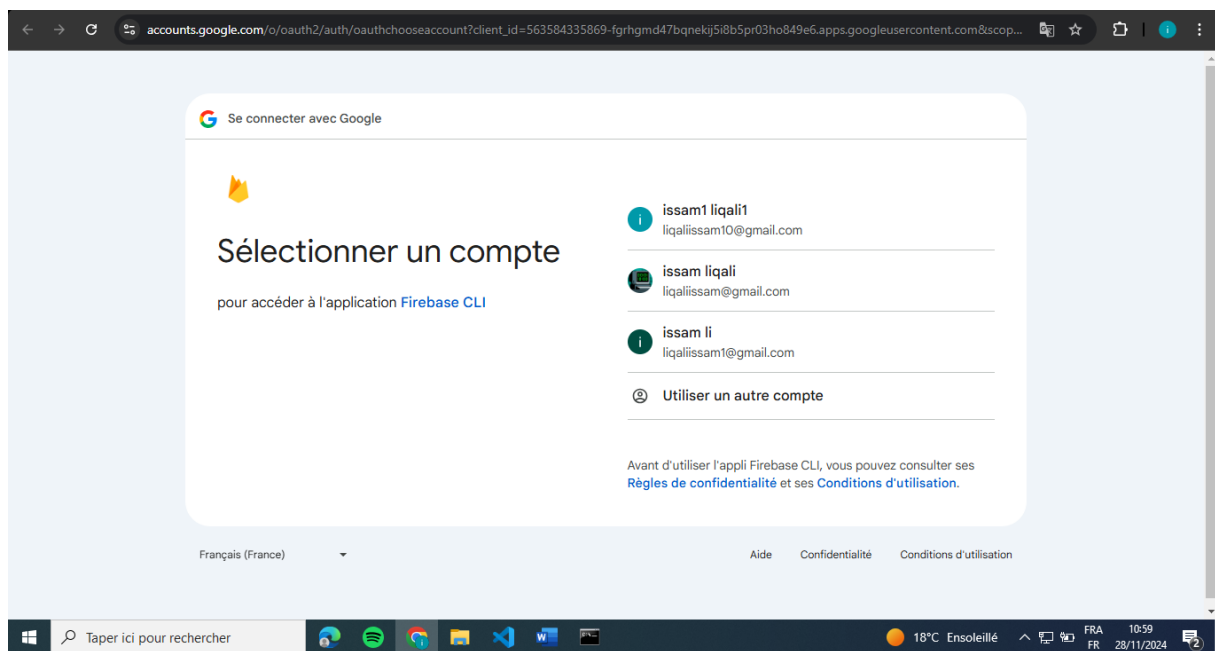 accounts.google.com/o/oauth2/auth/oauthchooseaccount?client_id=563584335869-fgrhgmd47bqnekij5i8b5pr03ho849e6.apps.googleusercontent.com&scop...
i
Se connecter avec Google
Sélectionner un compte
pour accéder à l'application Firebase CLI
i
issam1 liqali1
liqaliissam10@gmail.com
issam liqali
liqaliissam@gmail.com
i
issam li
liqaliissam1@gmail.com
Utiliser un autre compte
Avant d'utiliser l'appli Firebase CLI, vous pouvez consulter ses
Règles de confidentialité et ses Conditions d'utilisation.
Français (France)
Aide Confidentialité Conditions d'utilisation
Taper ici pour rechercher
18°C Ensoleillé
FRA
FR
10:59
28/11/2024
2